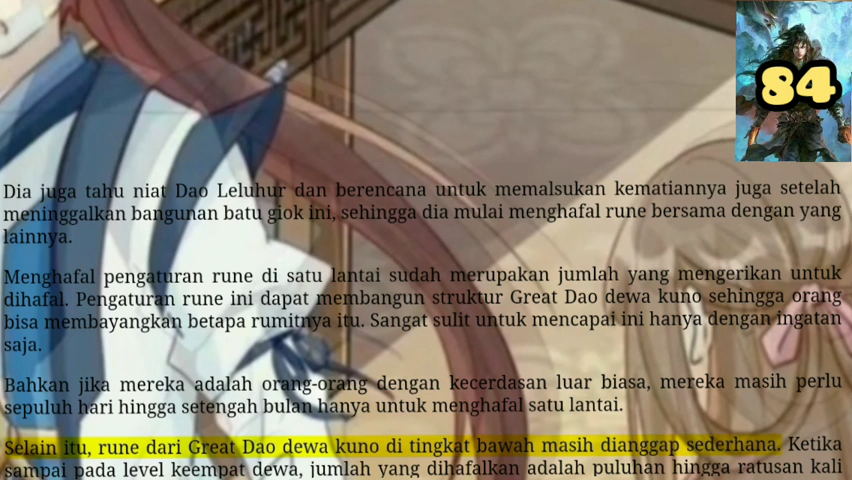 84
Dia juga tahu niat Dao Leluhur dan berencana untuk memalsukan kematiannya juga setelah
meninggalkan bangunan batu giok ini, sehingga dia mulai menghafal rune bersama dengan yang
lainnya.
Menghafal pengaturan rune di satu lantai sudah merupakan jumlah yang mengerikan untuk
dihafal. Pengaturan rune ini dapat membangun struktur Great Dao dewa kuno sehingga orang
bisa membayangkan betapa rumitnya itu. Sangat sulit untuk mencapai ini hanya dengan ingatan
saja.
Bahkan jika mereka adalah orang-orang dengan kecerdasan luar biasa, mereka masih perlu
sepuluh hari hingga setengah bulan hanya untuk menghafal satu lantai.
Selain itu, rune dari Great Dao dewa kuno di tingkat bawah masih dianggap sederhana. Ketika
sampai pada level keempat dewa, jumlah yang dihafalkan adalah puluhan hingga ratusan kali